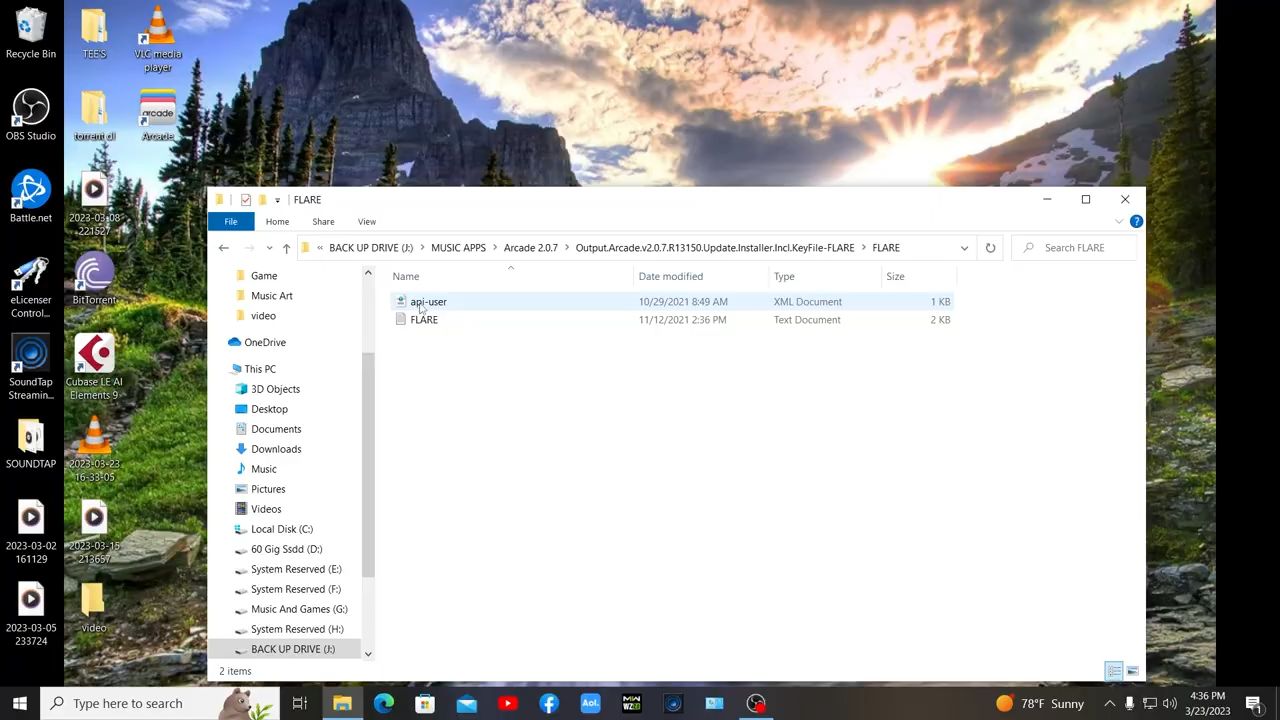 Recycle Bin
TEE'S
VLC media
player
OBS Studio
torrent dl
arcade
Arcade
Battle.net
2023-03-08
221527
eLicenser
Control...
BitTorrent
SoundTap
Streamin...
Cubase LE AI
Elements 9
SOUNDTAP
2023-03-23
16-33-05
2023-03-02
161129
2023-03-15
213657
2023-03-05
233724
video
FLARE
File
Home
Share
View
« BACK UP DRIVE (J:) > MUSIC APPS > Arcade 2.0.7 > Output.Arcade.v2.0.7.R13150.Update.Installer.Incl.KeyFile-FLARE > FLARE
Search FLARE
Name
Date modified
Type
Size
api-user
10/29/2021 8:49 AM
XML Document
1 KB
FLARE
11/12/2021 2:36 PM
Text Document
2 KB
Game
Music Art
video
OneDrive
This PC
3D Objects
Desktop
Documents
Downloads
Music
Pictures
Videos
Local Disk (C:)
60 Gig Ssdd (D:)
System Reserved (E:)
System Reserved (F:)
Music And Games (G:)
System Reserved (H:)
BACK UP DRIVE (J:)
2 items
Type here to search
Aol.
78°F Sunny
4:36 PM
3/23/2023
1